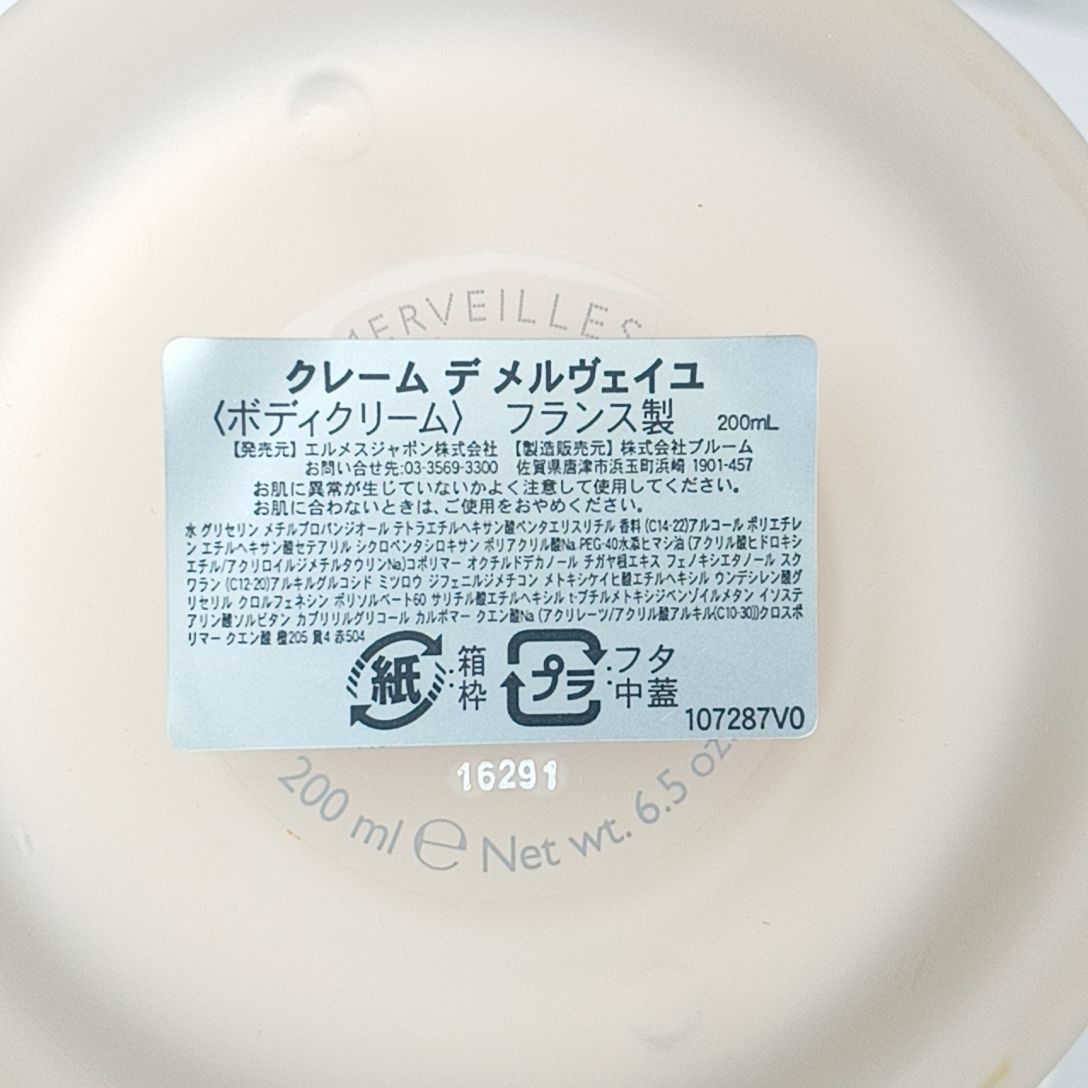 MERVEILLES
クレーム デ メルヴェイユ
〈ボディクリーム〉 フランス製 200mL
【発売元】エルメスジャポン株式会社 【製造販売元】株式会社ブルーム
お問い合せ先:03-3569-3300 佐賀県唐津市浜玉町浜崎 1901-457
お肌に異常が生じていないかよく注意して使用してください。
お肌に合わないときは、ご使用をおやめください。
水 グリセリン メチルプロパンジオール テトラエチルヘキサン酸ペンタエリスリチル 香料 (C14-22)アルコール ポリエチレ
ン エチルヘキサン酸セテアリル シクロペンタシロキサン ポリアクリル酸Na PEG-40水添ヒマシ油 (アクリル酸ヒドロキシ
エチル/アクリロイルジメチルタウリンNa)コポリマー オクチルドデカノール チガヤ根エキス フェノキシエタノール スク
ワラン (C12-20)アルキルグルコシド ミツロウ ジフェニルジメチコン メトキシケイヒ酸エチルヘキシル ウンデシレン酸グ
リセリル クロルフェネシン ポリソルベート60 サリチル酸エチルヘキシル t-ブチルメトキシジベンゾイルメタン イソステ
アリン酸ソルビタン カプリリルグリコール カルボマー クエン酸Na (アクリレーツ/アクリル酸アルキル(C10-30))クロスポ
リマー クエン酸 橙205 黄4 赤504
紙 :箱 プラ :フタ
枠 中蓋
107287V0
16291
200 ml ℮ Net wt. 6.5 oz.